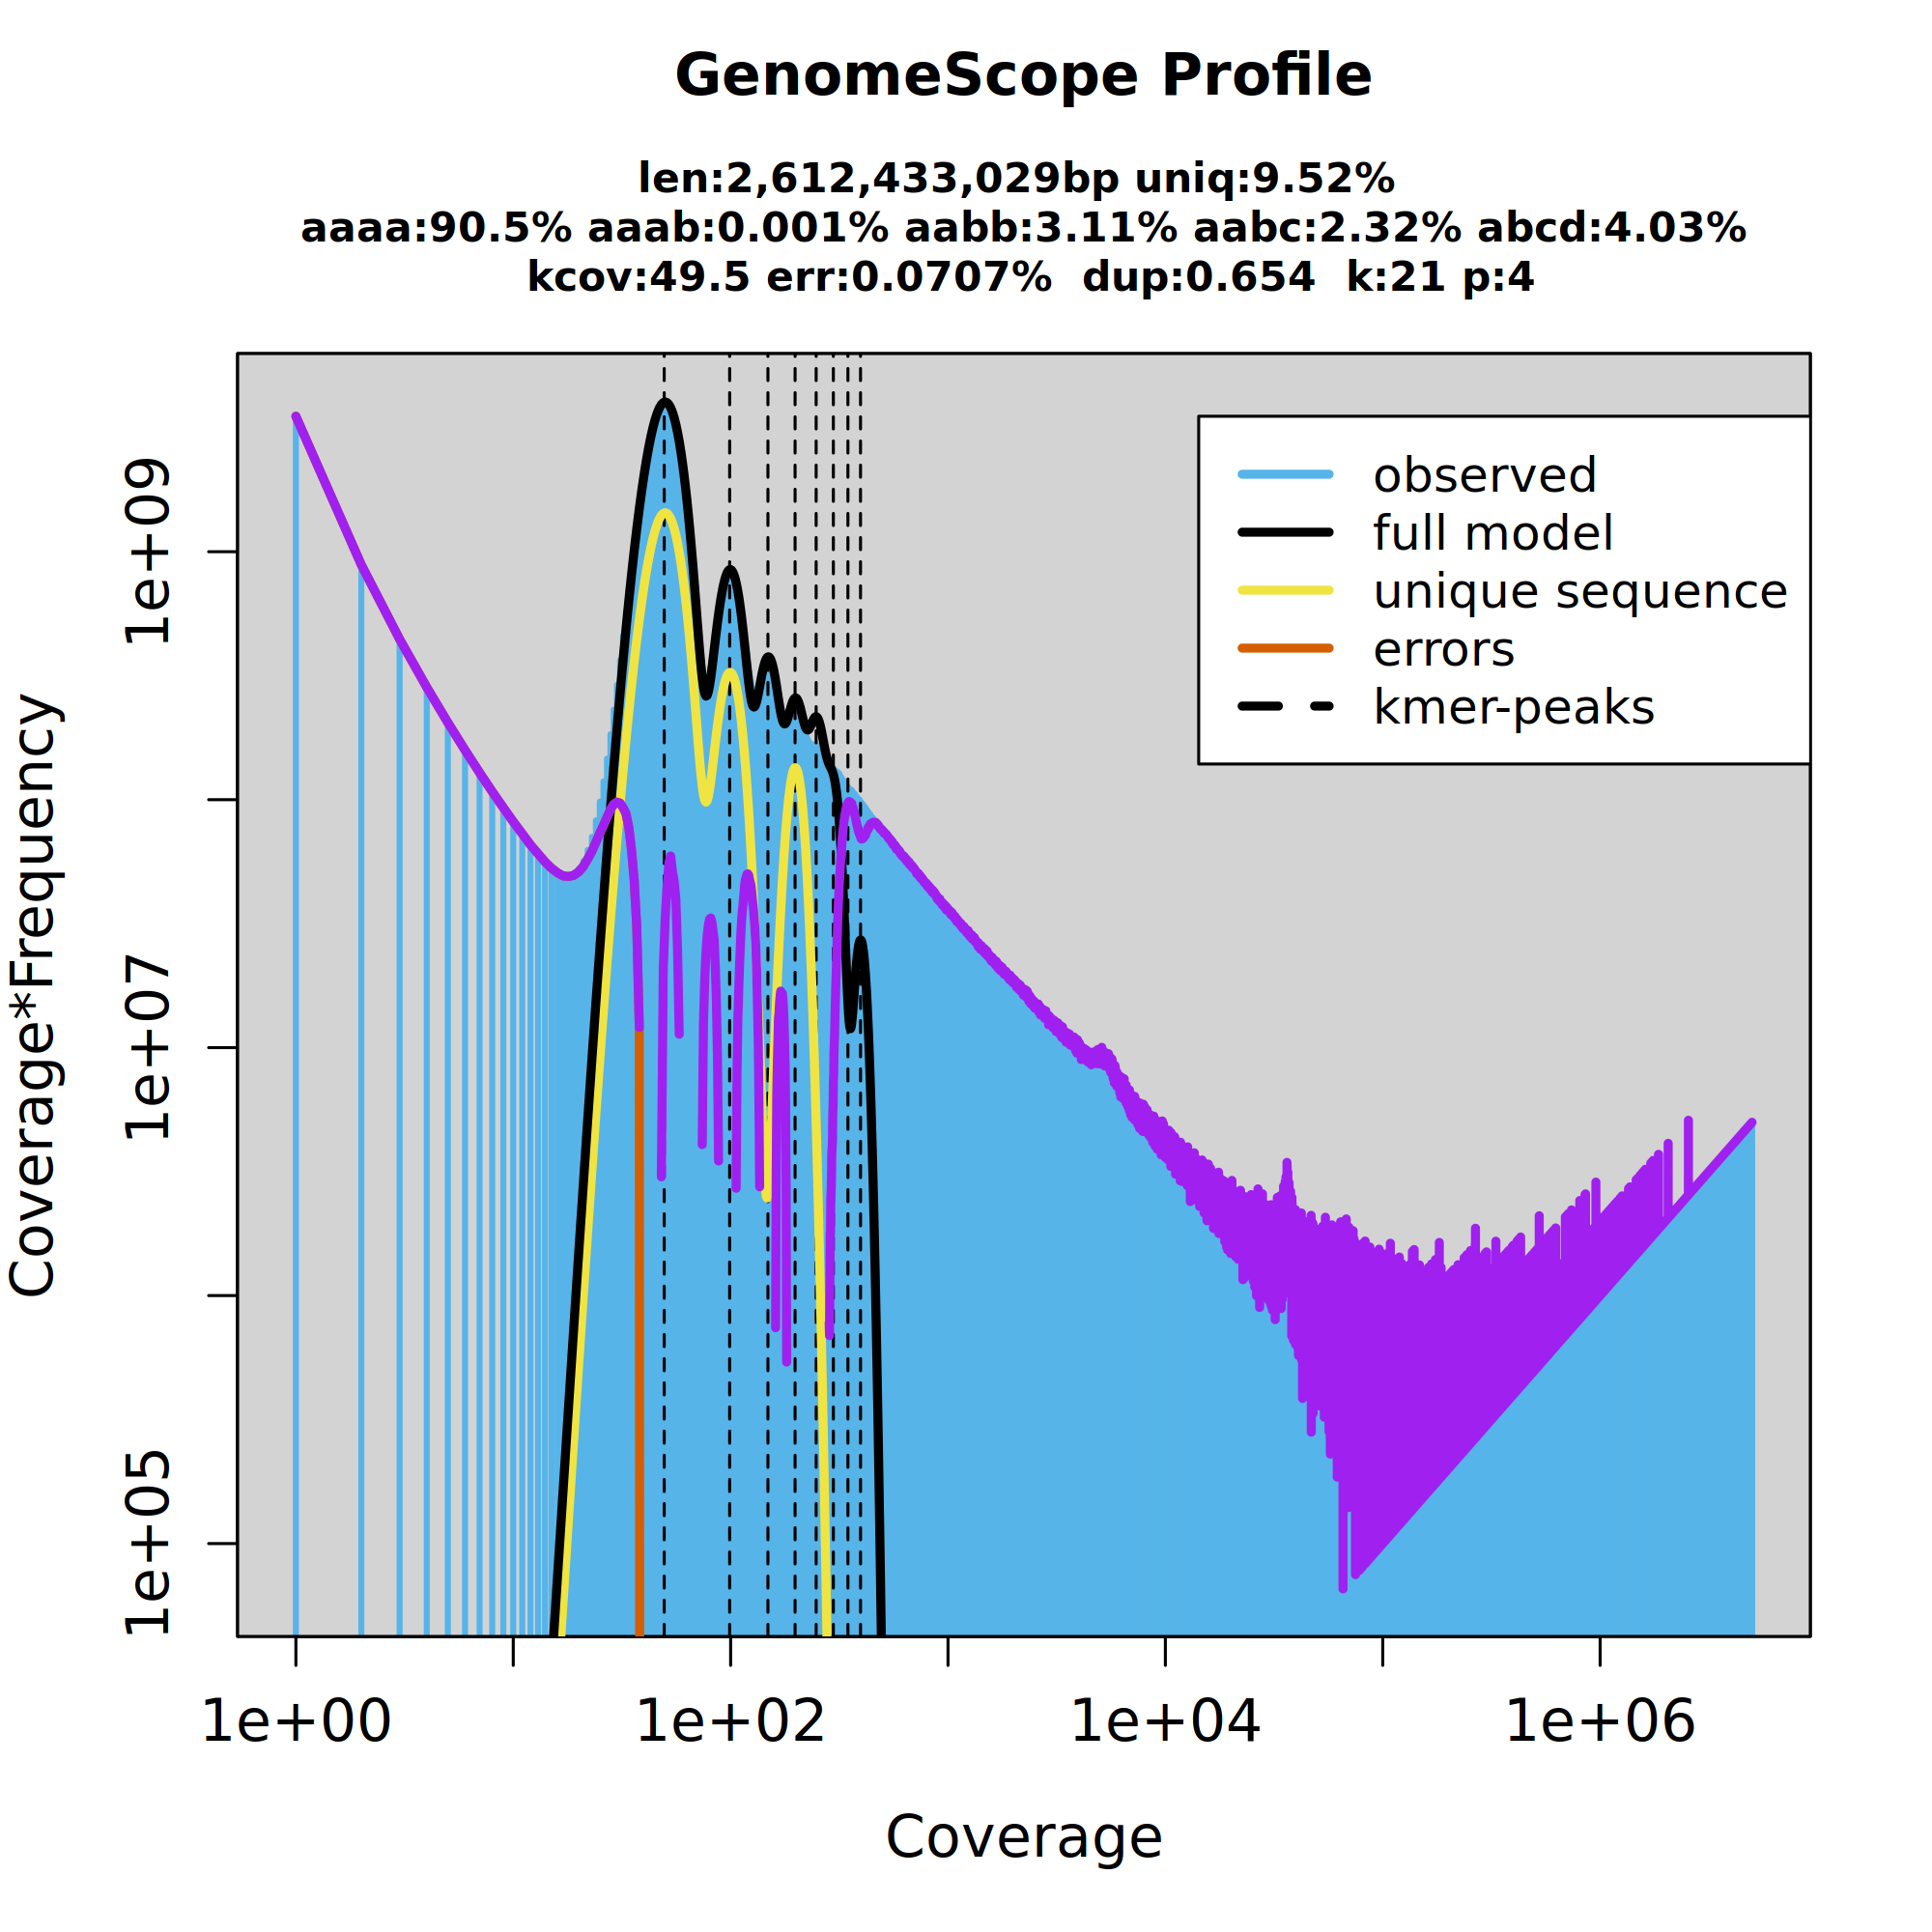 GenomeScope Profile
len:2,612,433,029bp uniq:9.52%
aaaa:90.5% aaab:0.001% aabb:3.11% aabc:2.32% abcd:4.03%
kcov:49.5 err:0.0707%  dup:0.654  k:21 p:4
observed
full model
unique sequence
errors
kmer-peaks
Coverage*Frequency
1e+09
1e+07
1e+05
1e+00
1e+02
1e+04
1e+06
Coverage